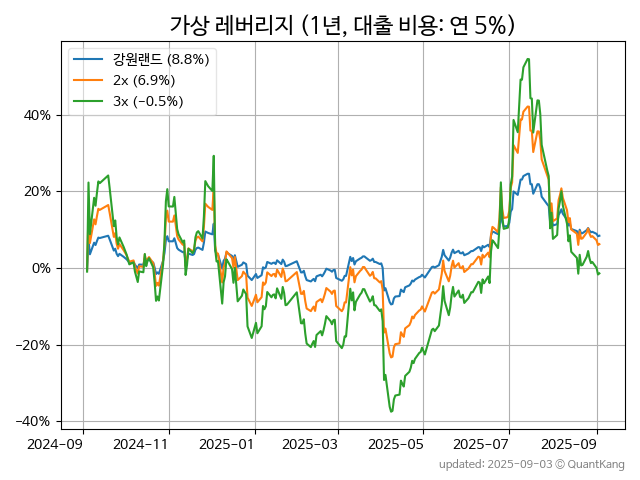 가상 레버리지 (1년, 대출 비용: 연 5%)
강원랜드 (8.8%)
2x (6.9%)
3x (−0.5%)
40%
20%
0%
−20%
−40%
2024-09 2024-11 2025-01 2025-03 2025-05 2025-07 2025-09
updated: 2025-09-03 © QuantKang